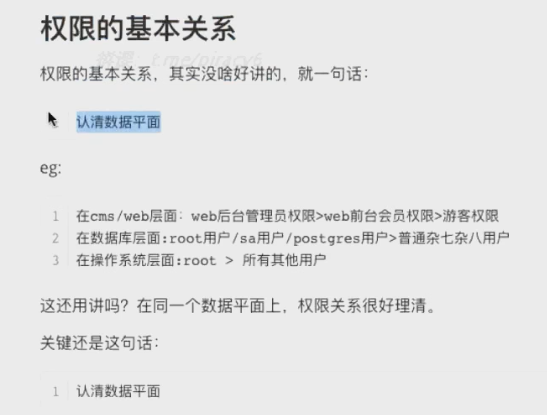 权限的基本关系
权限的基本关系，其实没啥好讲的，就一句话：
认清数据平面
eg:
1 在cms/web层面：web后台管理员权限>web前台会员权限>游客权限
2 在数据库层面:root用户/sa用户/postgres用户>普通杂七杂八用户
3 在操作系统层面:root > 所有其他用户
这还用讲吗？在同一个数据平面上，权限关系很好理清。
关键还是这句话：
1 认清数据平面